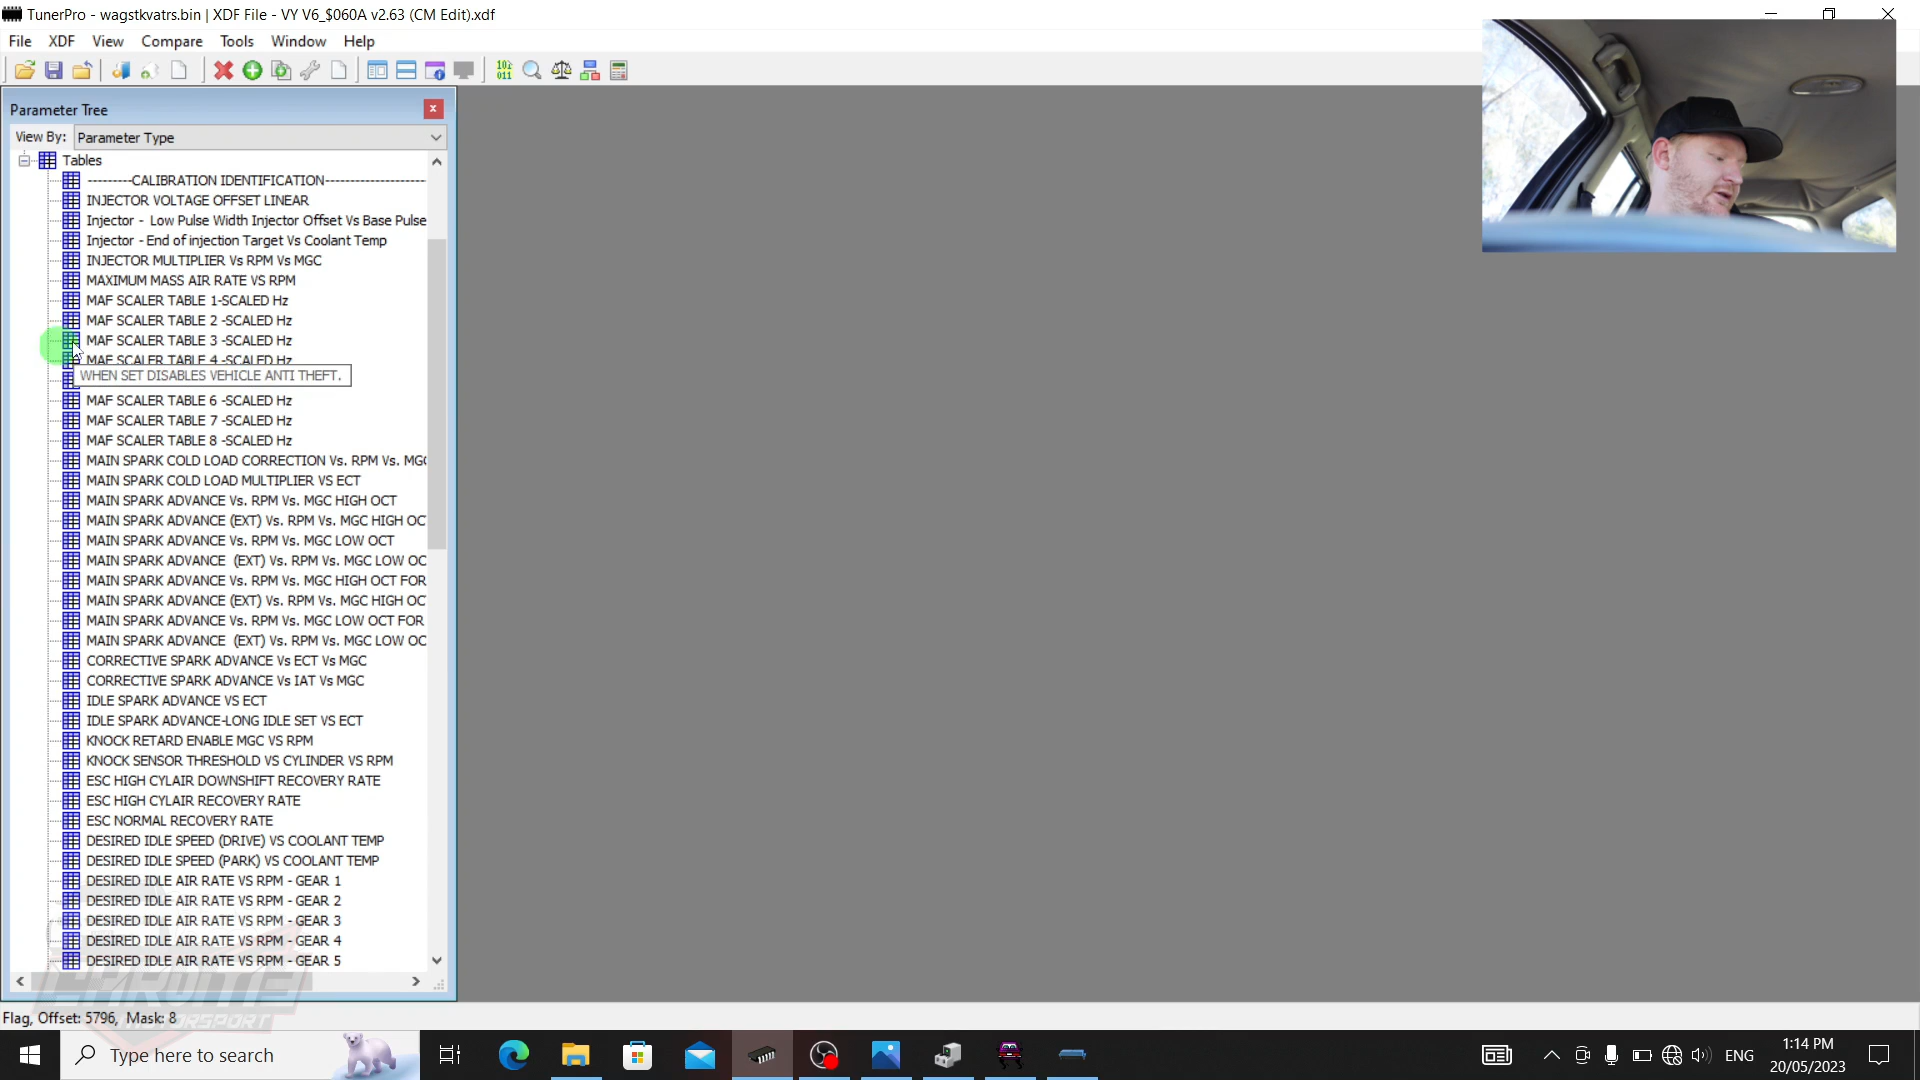 TunerPro - wagstkvatrs.bin | XDF File - VY V6_$060A v2.63 (CM Edit).xdf
File XDF View Compare Tools Window Help
Parameter Tree
View By: Parameter Type
Tables
---------CALIBRATION IDENTIFICATION--------------------
INJECTOR VOLTAGE OFFSET LINEAR
Injector - Low Pulse Width Injector Offset Vs Base Pulse
Injector - End of injection Target Vs Coolant Temp
INJECTOR MULTIPLIER Vs RPM Vs MGC
MAXIMUM MASS AIR RATE VS RPM
MAF SCALER TABLE 1-SCALED Hz
MAF SCALER TABLE 2 -SCALED Hz
MAF SCALER TABLE 3 -SCALED Hz
MAF SCALER TABLE 4 -SCALED Hz
WHEN SET DISABLES VEHICLE ANTI THEFT.
MAF SCALER TABLE 6 -SCALED Hz
MAF SCALER TABLE 7 -SCALED Hz
MAF SCALER TABLE 8 -SCALED Hz
MAIN SPARK COLD LOAD CORRECTION Vs. RPM Vs. MGC
MAIN SPARK COLD LOAD MULTIPLIER VS ECT
MAIN SPARK ADVANCE Vs. RPM Vs. MGC HIGH OCT
MAIN SPARK ADVANCE (EXT) Vs. RPM Vs. MGC HIGH OC
MAIN SPARK ADVANCE Vs. RPM Vs. MGC LOW OCT
MAIN SPARK ADVANCE (EXT) Vs. RPM Vs. MGC LOW OC
MAIN SPARK ADVANCE Vs. RPM Vs. MGC HIGH OCT FOR
MAIN SPARK ADVANCE (EXT) Vs. RPM Vs. MGC HIGH OC
MAIN SPARK ADVANCE Vs. RPM Vs. MGC LOW OCT FOR
MAIN SPARK ADVANCE (EXT) Vs. RPM Vs. MGC LOW OC
CORRECTIVE SPARK ADVANCE Vs ECT Vs MGC
CORRECTIVE SPARK ADVANCE Vs IAT Vs MGC
IDLE SPARK ADVANCE VS ECT
IDLE SPARK ADVANCE-LONG IDLE SET VS ECT
KNOCK RETARD ENABLE MGC VS RPM
KNOCK SENSOR THRESHOLD VS CYLINDER VS RPM
ESC HIGH CYLAIR DOWNSHIFT RECOVERY RATE
ESC HIGH CYLAIR RECOVERY RATE
ESC NORMAL RECOVERY RATE
DESIRED IDLE SPEED (DRIVE) VS COOLANT TEMP
DESIRED IDLE SPEED (PARK) VS COOLANT TEMP
DESIRED IDLE AIR RATE VS RPM - GEAR 1
DESIRED IDLE AIR RATE VS RPM - GEAR 2
DESIRED IDLE AIR RATE VS RPM - GEAR 3
DESIRED IDLE AIR RATE VS RPM - GEAR 4
DESIRED IDLE AIR RATE VS RPM - GEAR 5
Flag, Offset: 5796, Mask: 8
Type here to search
ENG
1:14 PM
20/05/2023